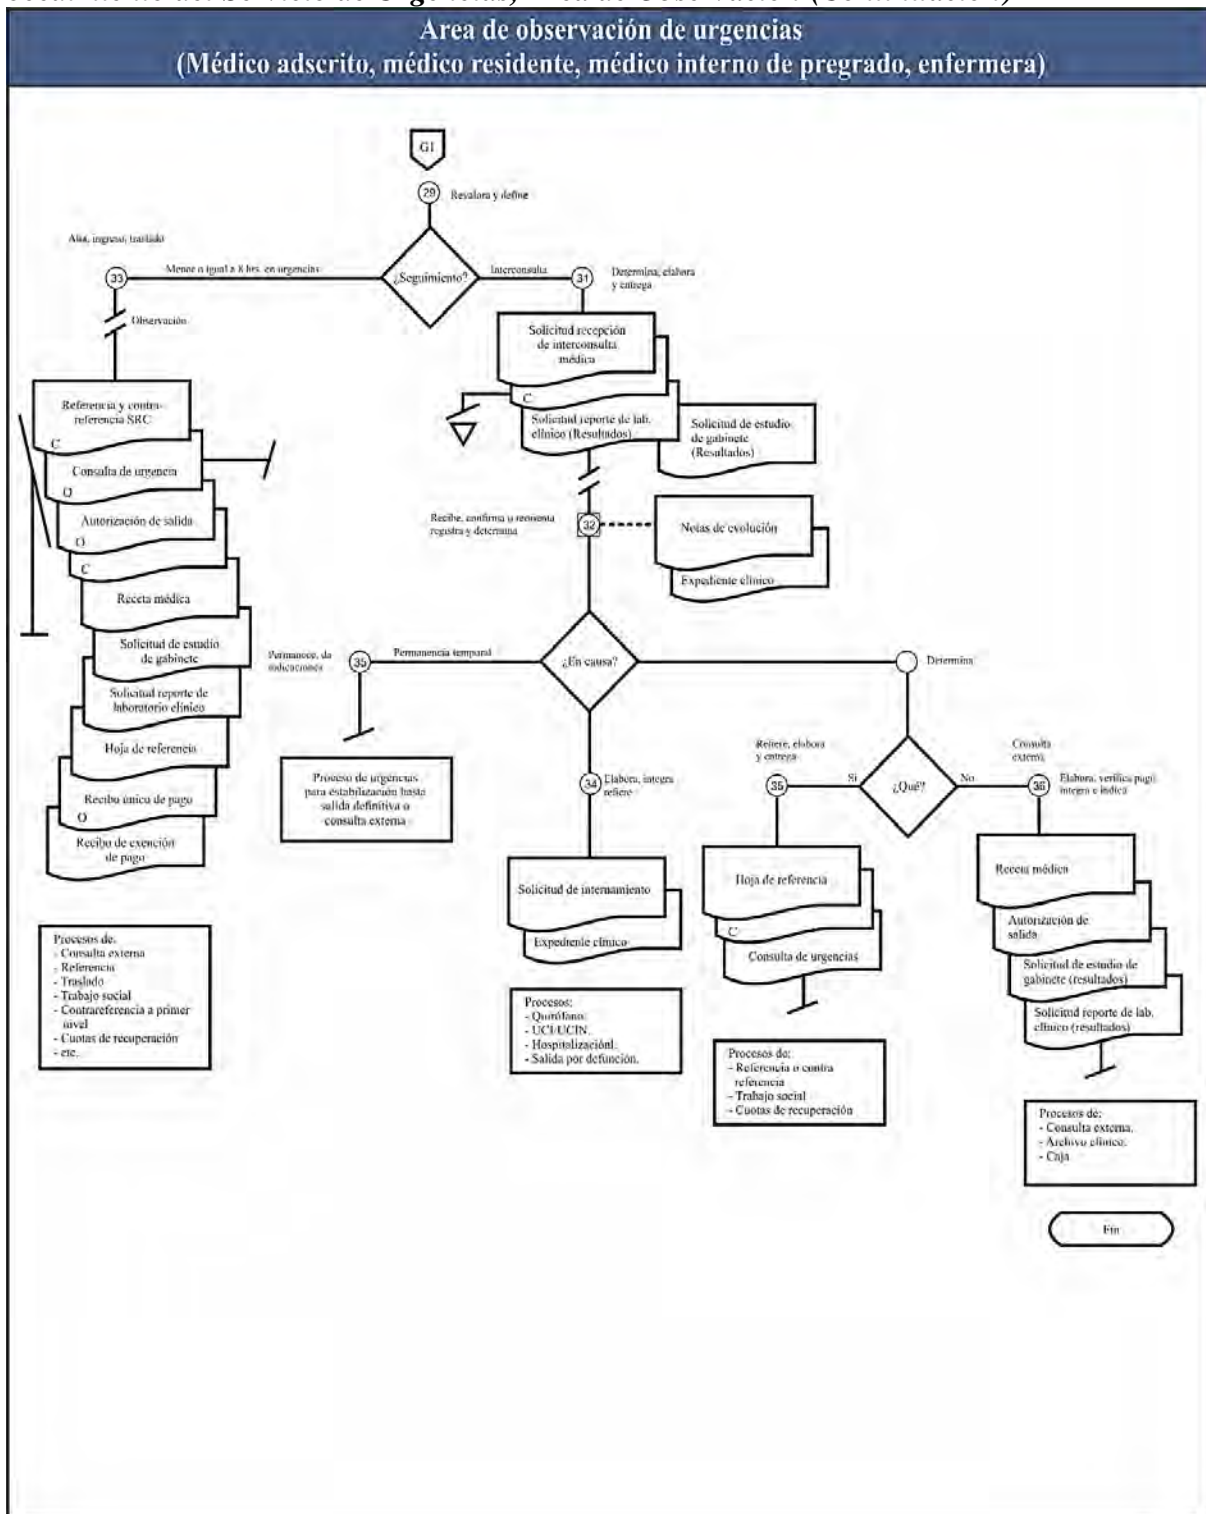 Area de observación de urgencias
(Médico adscrito, médico residente, médico interno de pregrado, enfermera)
G1
29
Revalora y define
Alta, ingreso, traslado
33
Menor o igual a 8 hrs. en urgencias
¿Seguimiento?
Interconsulta
31
Determina, elabora
y entrega
Observación
Solicitud recepción
de interconsulta
médica
C
Solicitud reporte de lab.
clínico (Resultados)
Solicitud de estudio
de gabinete
(Resultados)
Referencia y contra-
referencia SRC
C
Consulta de urgencia
O
Autorización de salida
O
C
Receta médica
Solicitud de estudio
de gabinete
Solicitud reporte de
laboratorio clínico
Hoja de referencia
Recibo único de pago
O
Recibo de exención
de pago
Recibe, confirma o
registra y determina
32
Notas de evolución
Expediente clínico
Permanece, da
indicaciones
35
Permanencia temporal
¿En causa?
Determina
Proceso de urgencias
para estabilización hasta
salida definitiva o
consulta externa
34
Elabora, integra
refiere
Refiere, elabora
y entrega
35
Si
¿Qué?
No
Consulta
externa
36
Elabora, verifica pago
integra e indica
Solicitud de internamiento
Expediente clínico
Hoja de referencia
C
Consulta de urgencias
Receta médica
Autorización de
salida
Solicitud de estudio de
gabinete (resultados)
Solicitud reporte de lab.
clínico (resultados)
Procesos de.
- Consulta externa
- Referencia
- Traslado
- Trabajo social
- Contrareferencia a primer
nivel
- Cuotas de recuperación
- etc.
Procesos:
- Quirófano.
- UCI/UCIN.
- Hospitalizaciónl.
- Salida por defunción.
Procesos de:
- Referencia o contra
referencia
- Trabajo social
- Cuotas de recuperación
Procesos de:
- Consulta externa.
- Archivo clínico.
- Caja
Fin